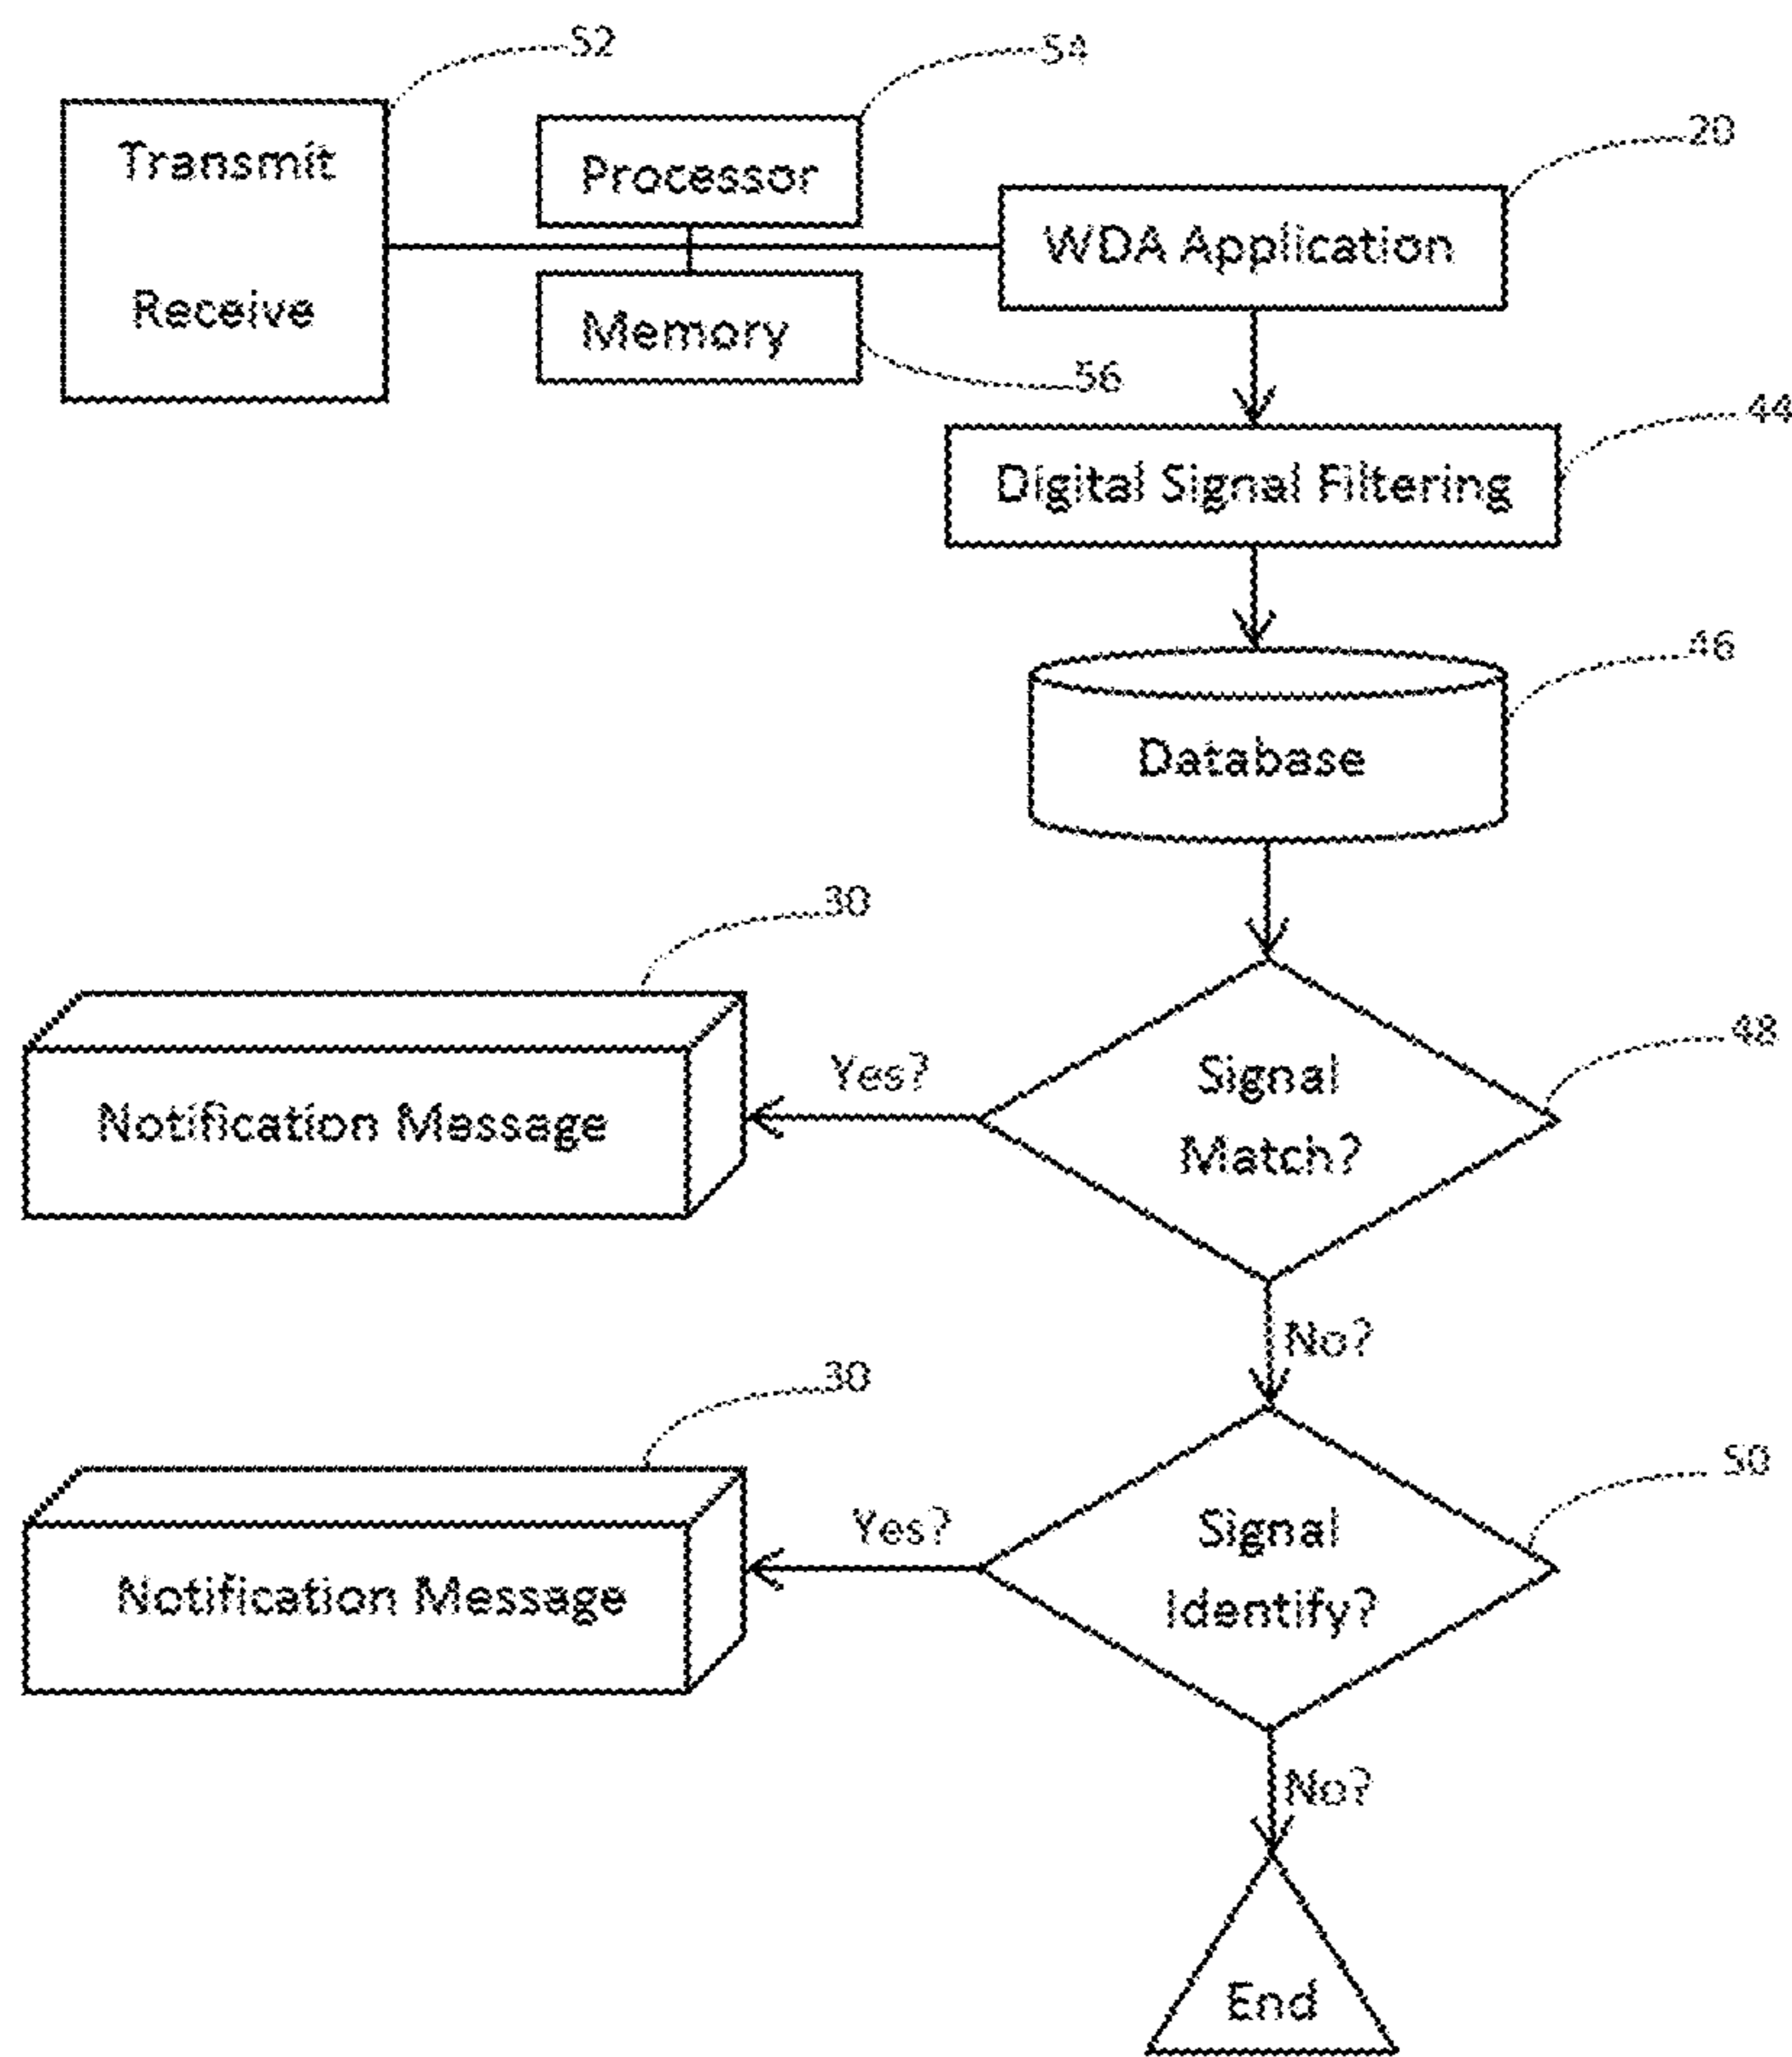 52
54
20
Transmit
Processor
WDA Application
Receive
Memory
56
44
Digital Signal Filtering
46
Database
30
48
Yes?
Signal
Match?
Notification Message
No?
30
50
Yes?
Signal
Identify?
Notification Message
No?
End